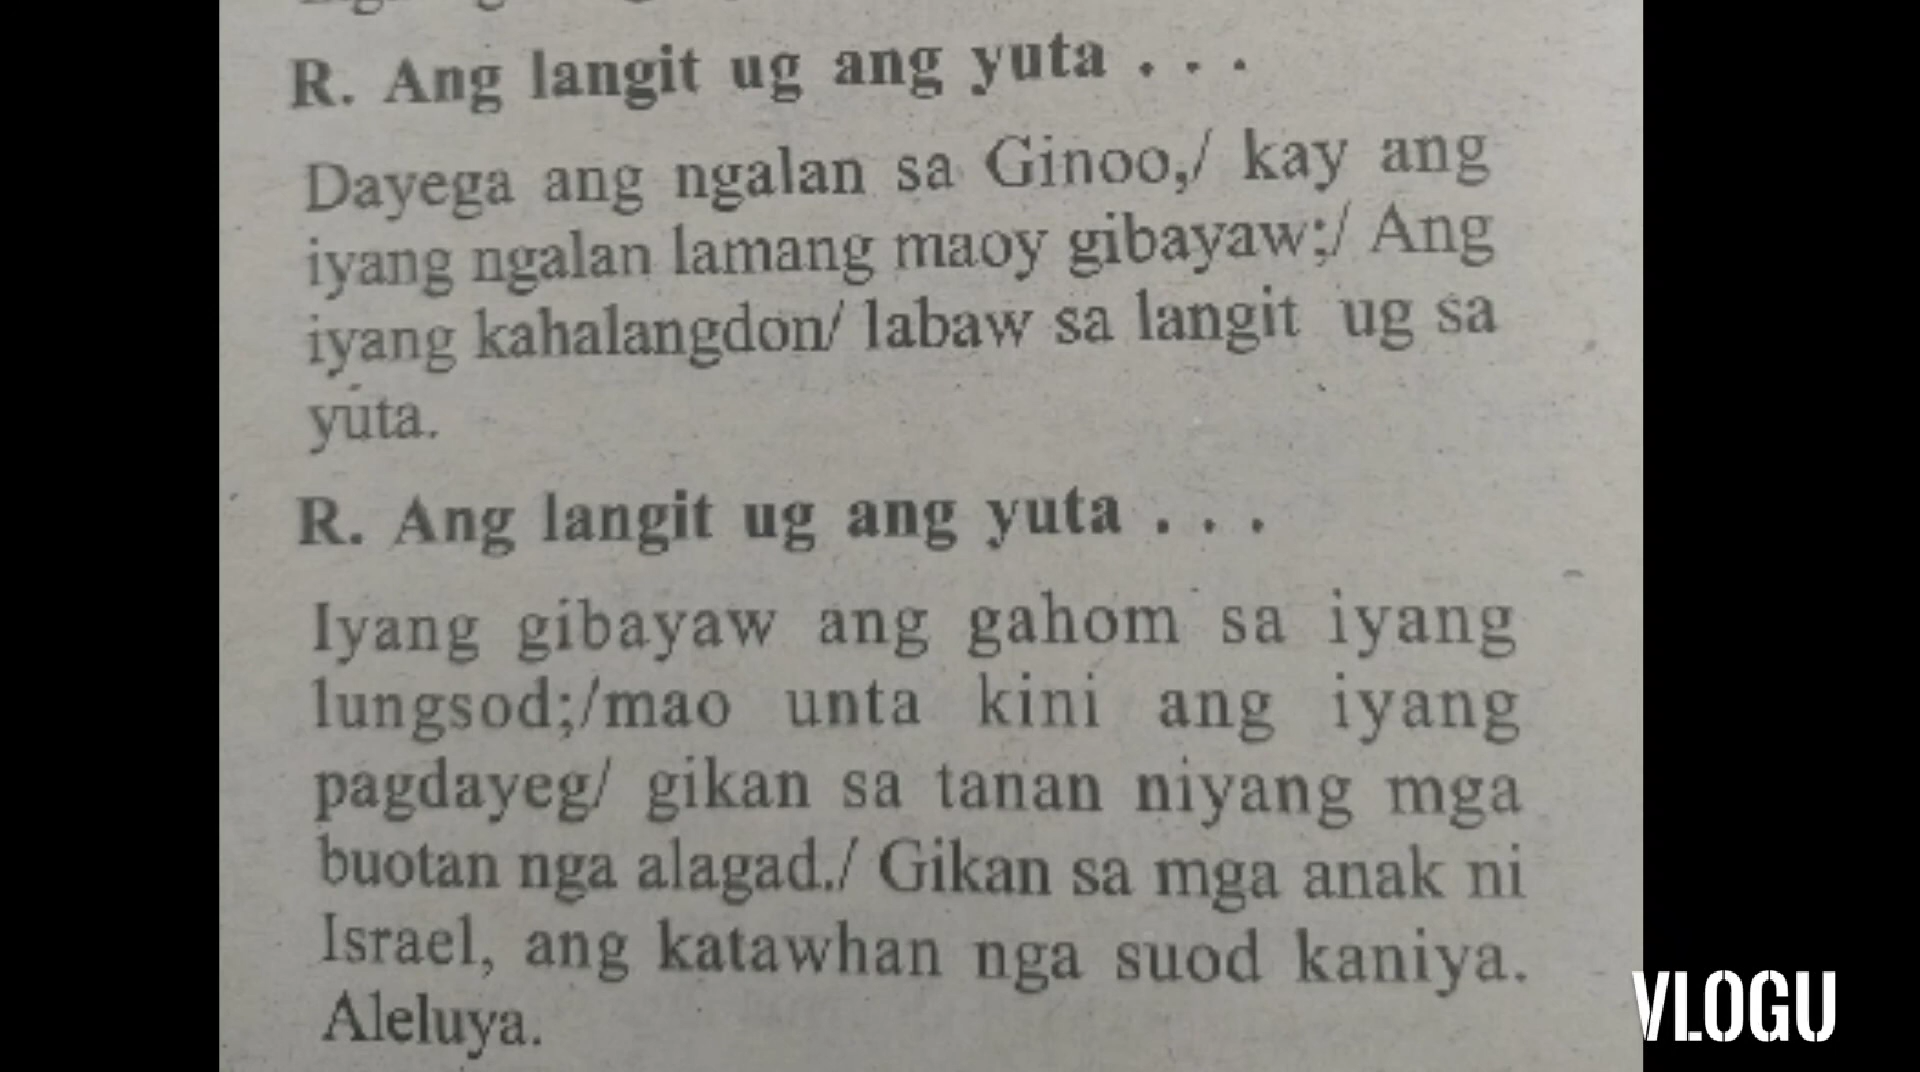 R. Ang langit ug ang yuta . . .
Dayega ang ngalan sa Ginoo,/ kay ang
iyang ngalan lamang maoy gibayaw;/ Ang
iyang kahalangdon/ labaw sa langit ug sa
yuta.
R. Ang langit ug ang yuta . . .
Iyang gibayaw ang gahom sa iyang
lungsod;/mao unta kini ang iyang
pagdayeg/ gikan sa tanan niyang mga
buotan nga alagad./ Gikan sa mga anak ni
Israel, ang katawhan nga suod kaniya.
Aleluya.
VLOGU